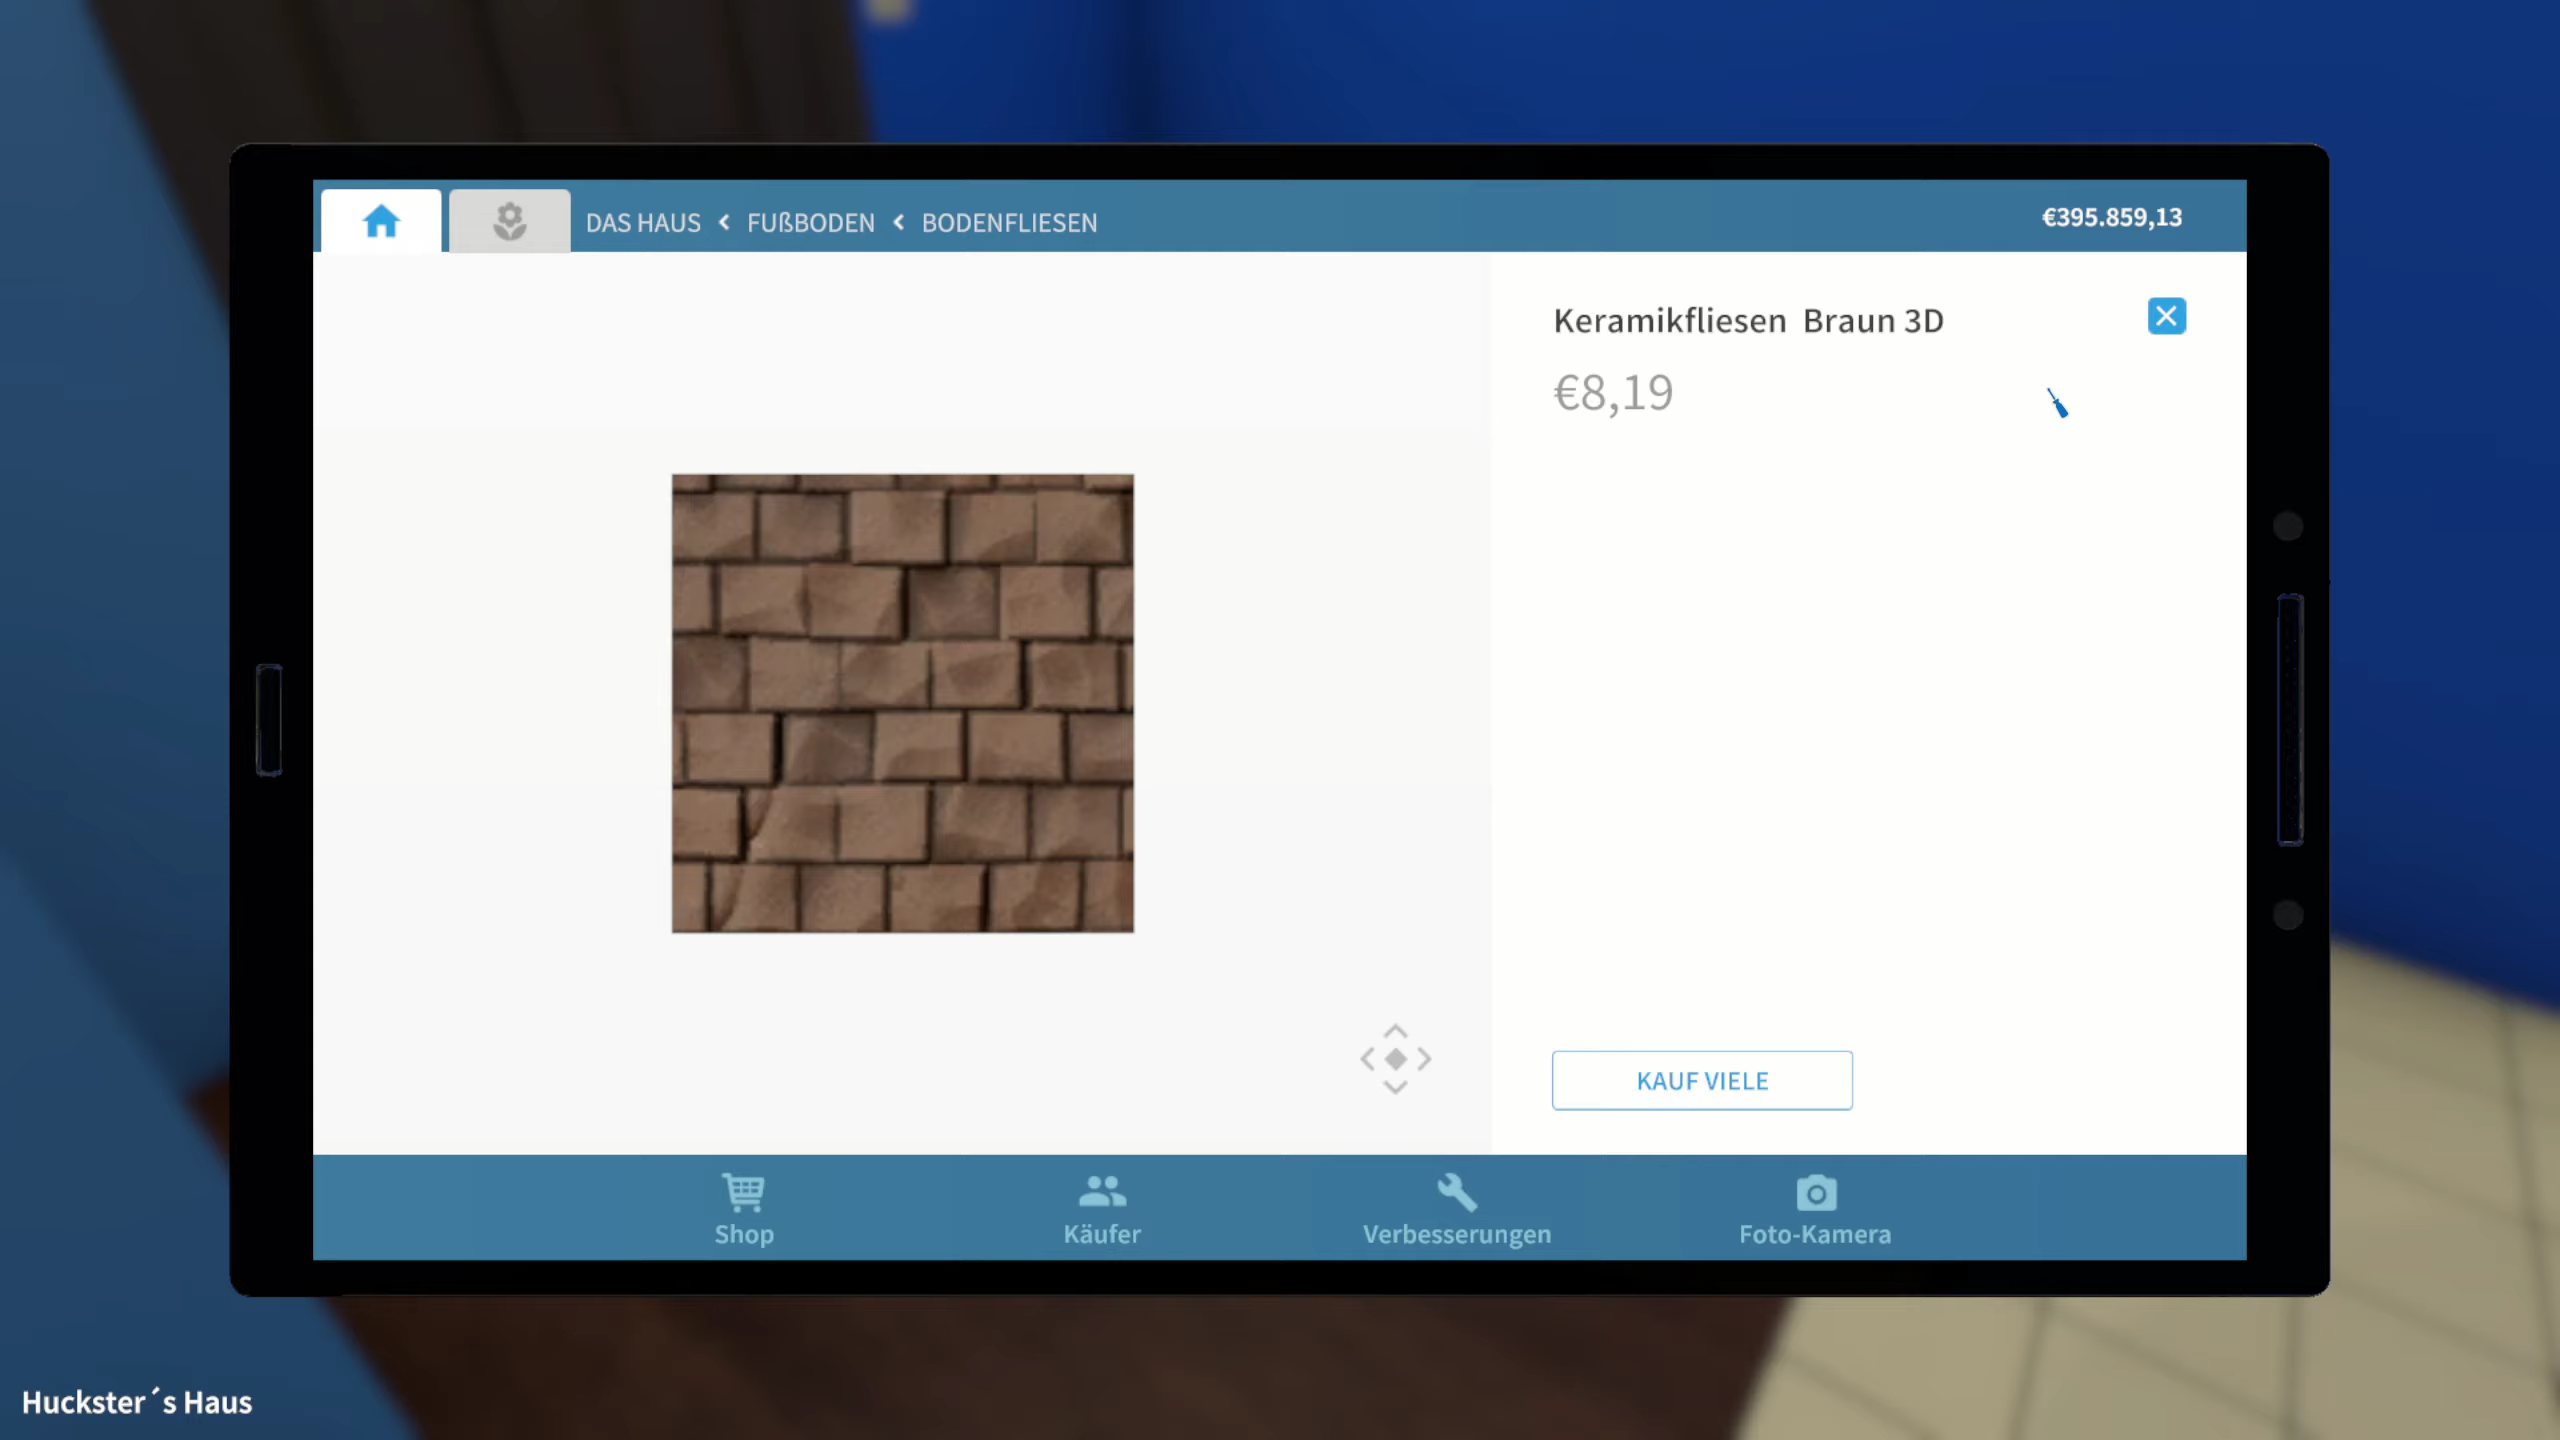 DAS HAUS < FUßBODEN < BODENFLIESEN
€395.859,13
Keramikfliesen Braun 3D
€8,19
KAUF VIELE
Shop
Käufer
Verbesserungen
Foto-Kamera
Huckster´s Haus